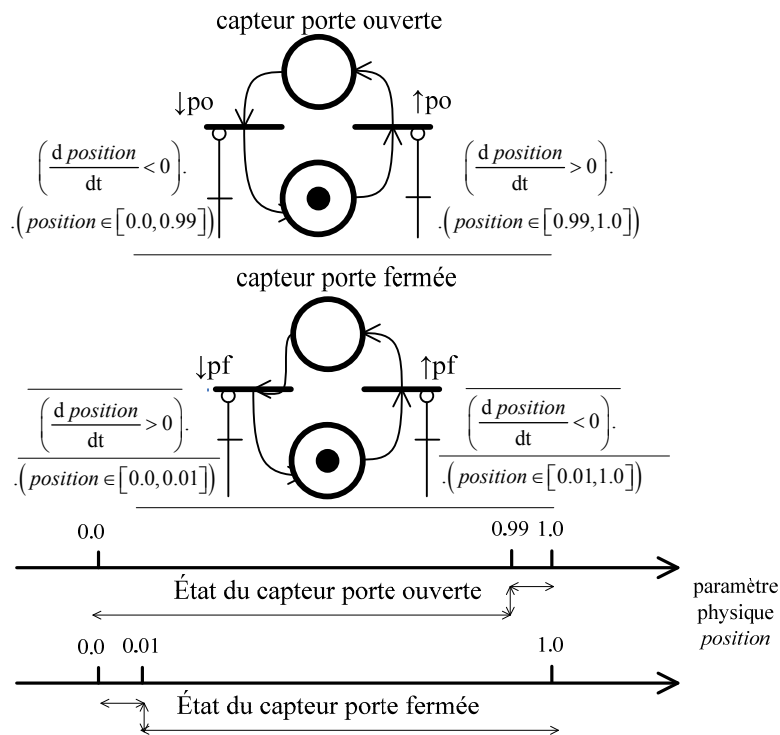 capteur porte ouverte
↓po
↑po
(d position/dt < 0).
.(position ∈ [0.0, 0.99])
(d position/dt > 0).
.(position ∈ [0.99, 1.0])
capteur porte fermée
↓pf
↑pf
(d position/dt > 0).
.(position ∈ [0.0, 0.01])
(d position/dt < 0).
.(position ∈ [0.01, 1.0])
0.0
0.99
1.0
État du capteur porte ouverte
paramètre
physique
position
0.0
0.01
1.0
État du capteur porte fermée